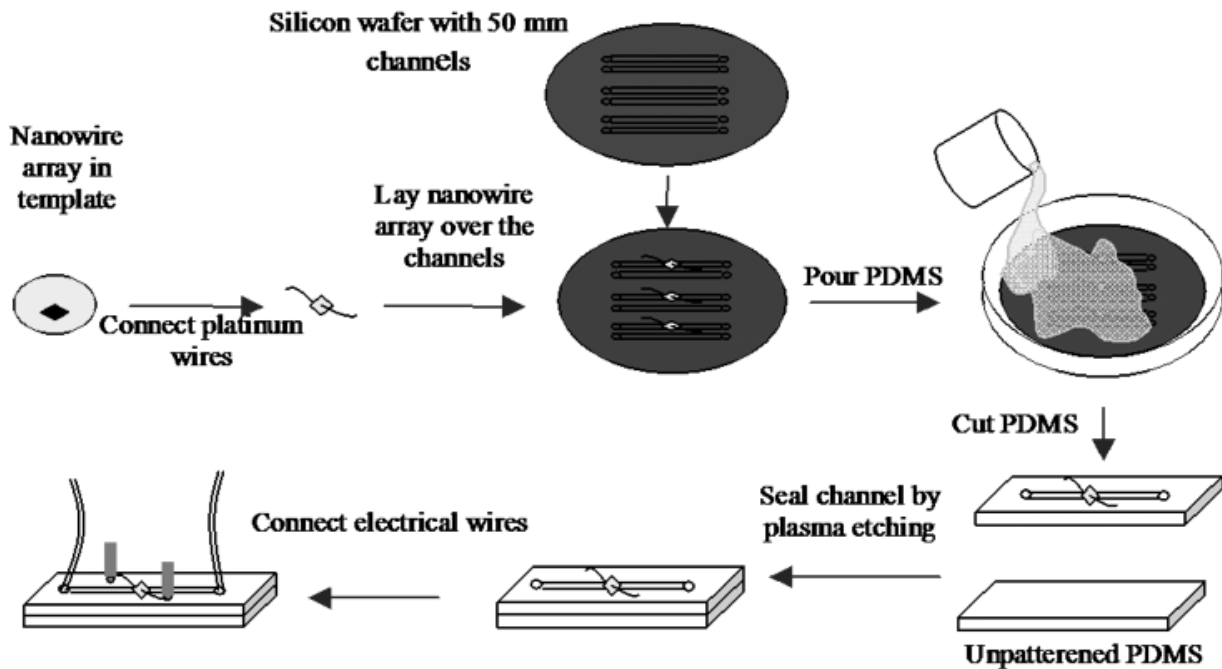 Silicon wafer with 50 mm
channels
Nanowire
array in
template
Lay nanowire
array over the
channels
Pour PDMS
Connect platinum
wires
Cut PDMS
Seal channel by
plasma etching
Connect electrical wires
Unpatterened PDMS